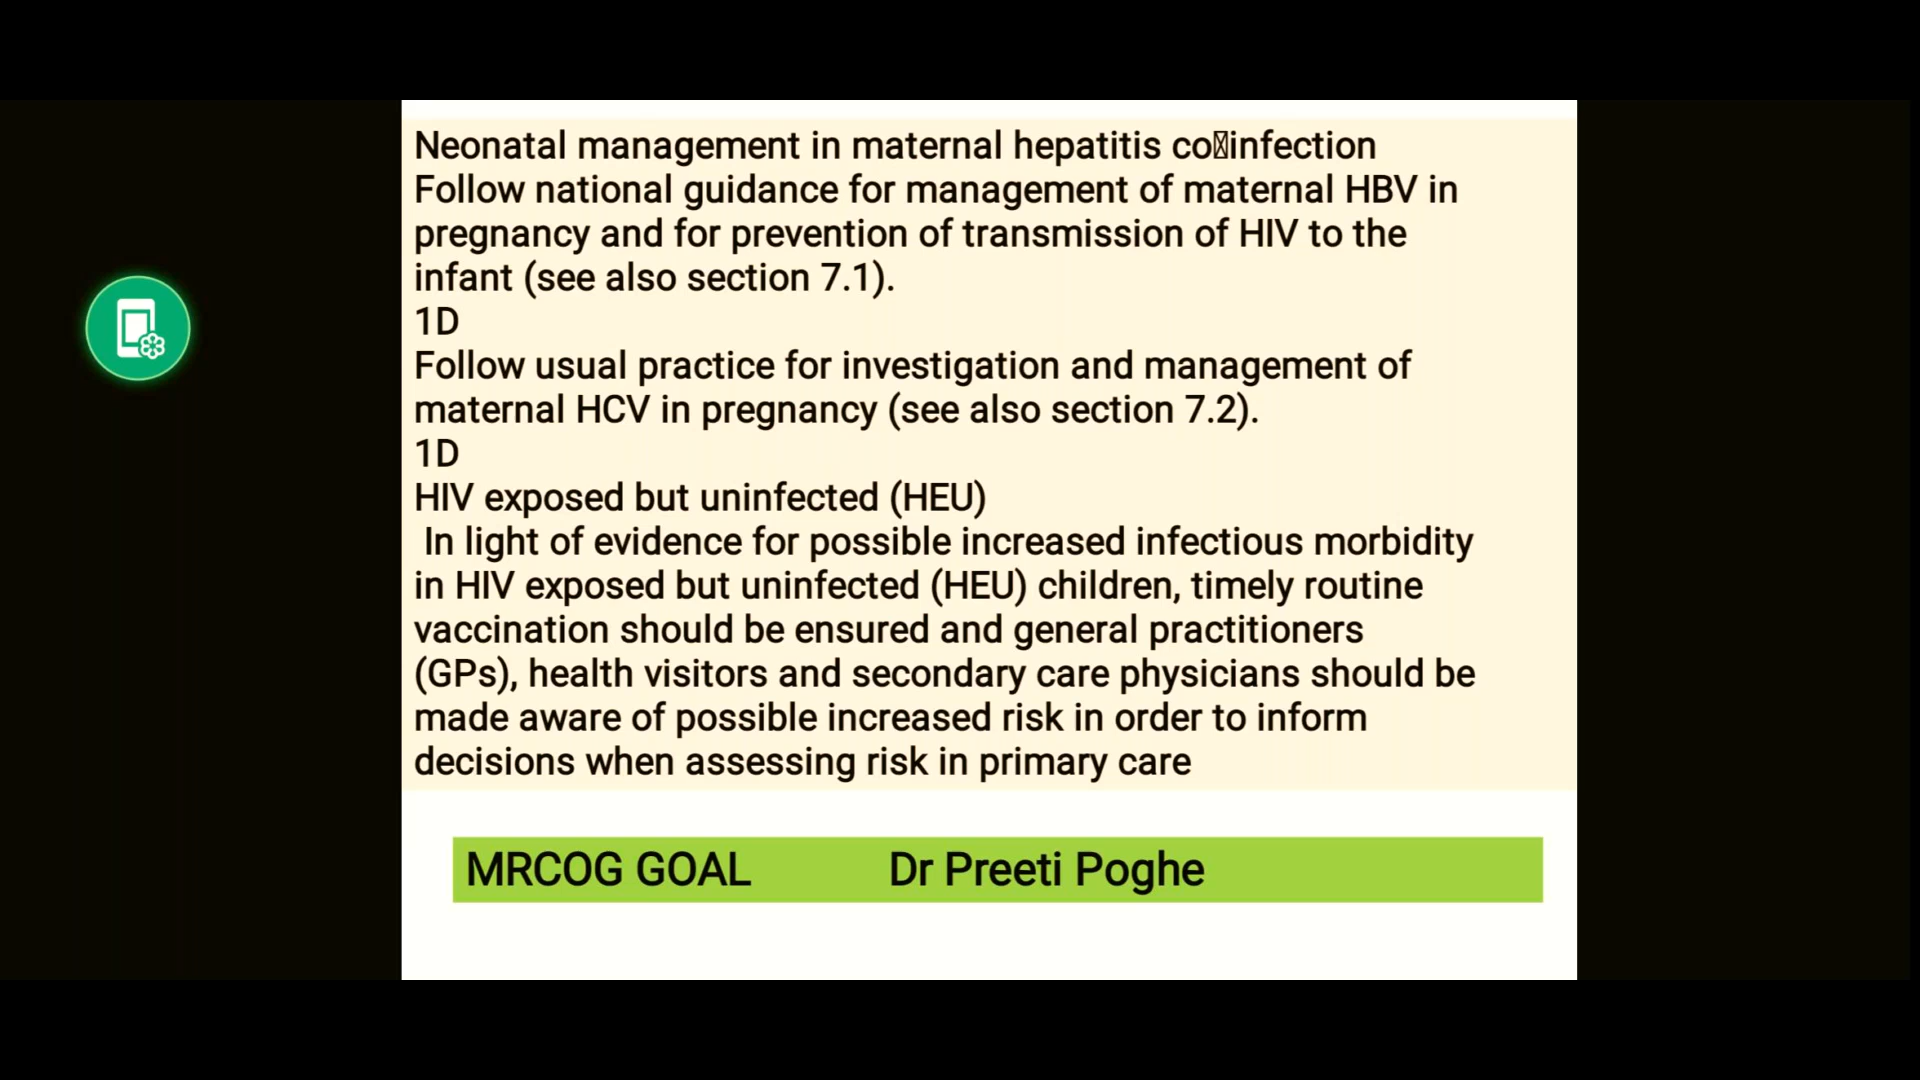 Neonatal management in maternal hepatitis co￾infection
Follow national guidance for management of maternal HBV in
pregnancy and for prevention of transmission of HIV to the
infant (see also section 7.1).
1D
Follow usual practice for investigation and management of
maternal HCV in pregnancy (see also section 7.2).
1D
HIV exposed but uninfected (HEU)
In light of evidence for possible increased infectious morbidity
in HIV exposed but uninfected (HEU) children, timely routine
vaccination should be ensured and general practitioners
(GPs), health visitors and secondary care physicians should be
made aware of possible increased risk in order to inform
decisions when assessing risk in primary care
MRCOG GOAL Dr Preeti Poghe